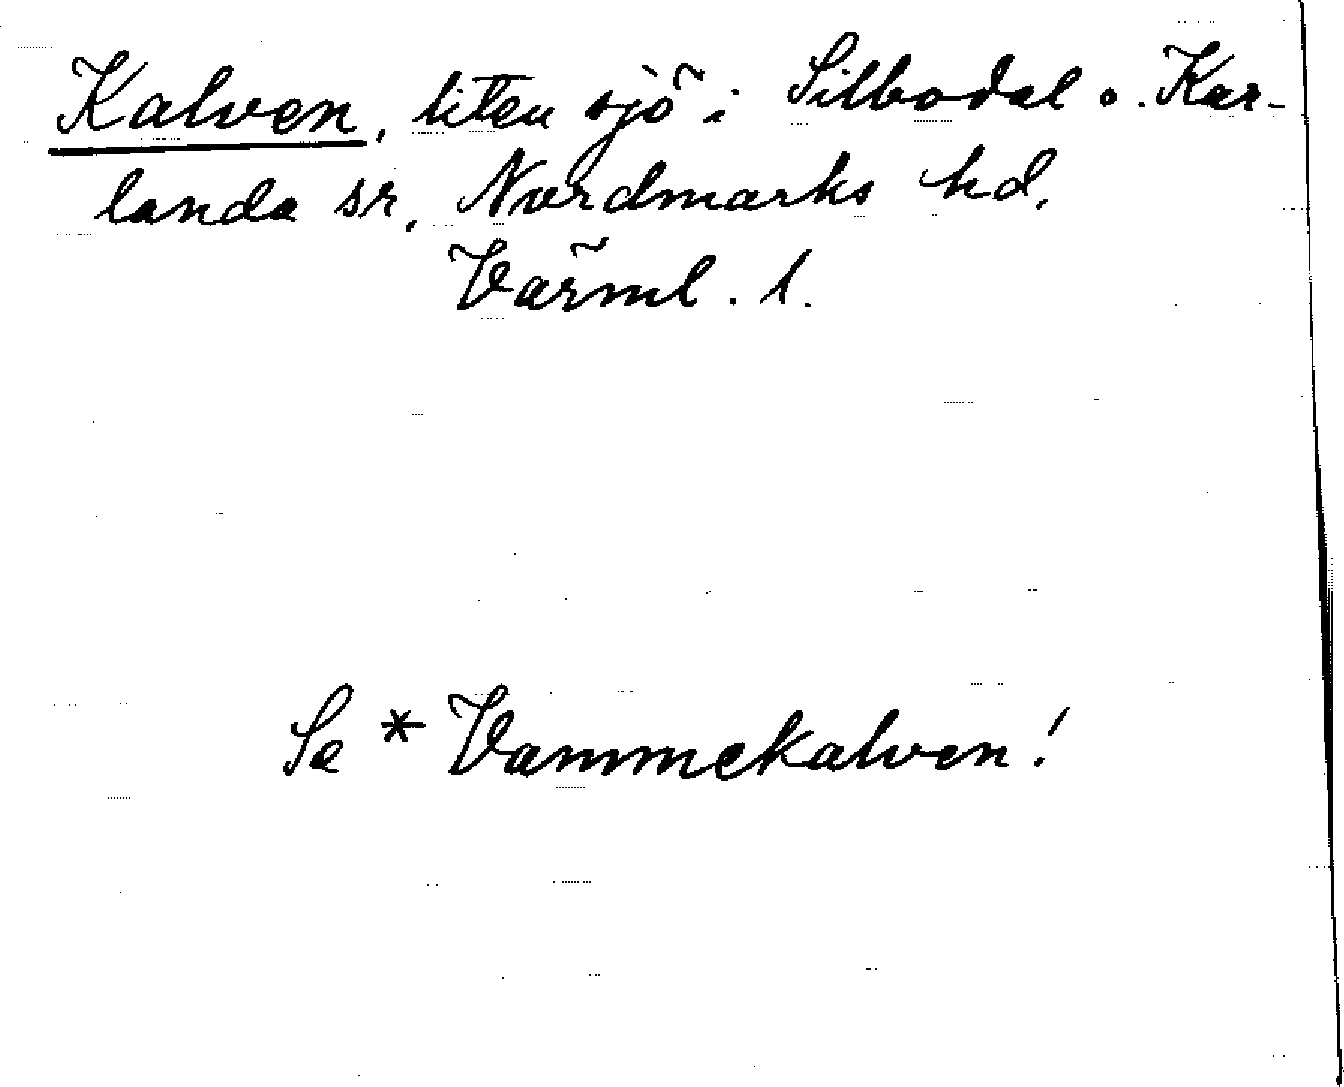 Kalven, liten sjö i Silbodal o. Kar-
landa sr, Nordmarks hd,
Värml. l.
Se * Vammekalven!